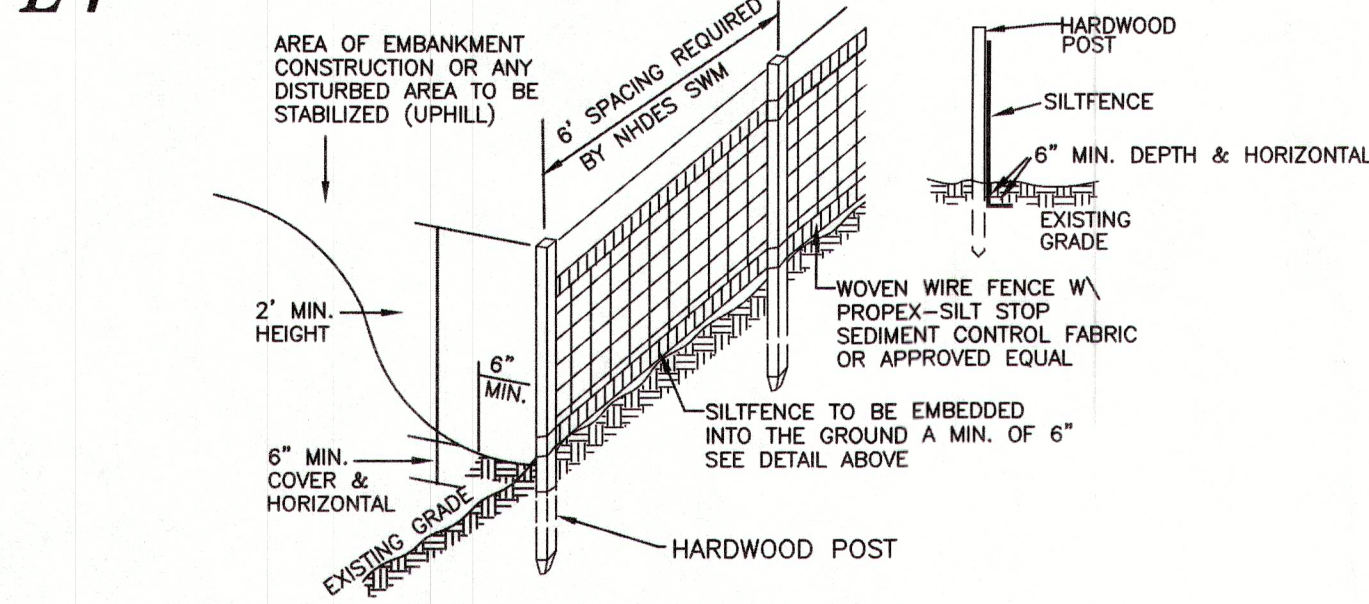 AREA OF EMBANKMENT
CONSTRUCTION OR ANY
DISTURBED AREA TO BE
STABILIZED (UPHILL)
6' SPACING REQUIRED
BY NHDES SWM
HARDWOOD
POST
SILTFENCE
6" MIN. DEPTH & HORIZONTAL
EXISTING
GRADE
2' MIN.
HEIGHT
6"
MIN.
WOVEN WIRE FENCE W\
PROPEX-SILT STOP
SEDIMENT CONTROL FABRIC
OR APPROVED EQUAL
SILTFENCE TO BE EMBEDDED
INTO THE GROUND A MIN. OF 6"
SEE DETAIL ABOVE
6" MIN.
COVER &
HORIZONTAL
EXISTING GRADE
HARDWOOD POST